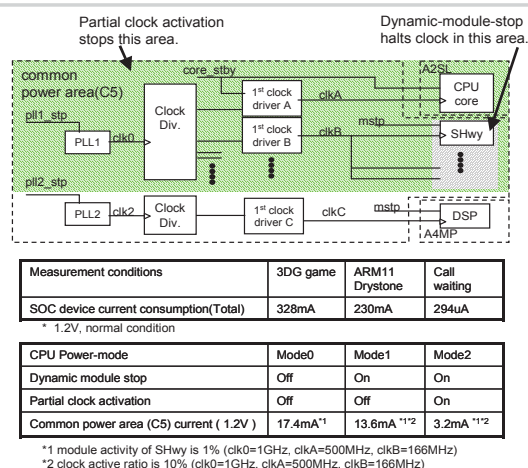 Partial clock activation
stops this area.
Dynamic-module-stop
halts clock in this area.
common
power area(C5)
core_stby
A2SL
pll1_stp
PLL1
clk0
Clock
Div.
1st clock
driver A
clkA
CPU
core
1st clock
driver B
clkB
mstp
SHwy
pll2_stp
PLL2
clk2
Clock
Div.
1st clock
driver C
clkC
mstp
DSP
A4MP
Measurement conditions 3DG game ARM11 Drystone Call waiting
SOC device current consumption(Total) 328mA 230mA 294uA
* 1.2V, normal condition
CPU Power-mode Mode0 Mode1 Mode2
Dynamic module stop Off On On
Partial clock activation Off Off On
Common power area (C5) current ( 1.2V ) 17.4mA*1 13.6mA *1*2 3.2mA *1*2
*1 module activity of SHwy is 1% (clk0=1GHz, clkA=500MHz, clkB=166MHz)
*2 clock active ratio is 10% (clk0=1GHz, clkA=500MHz, clkB=166MHz)